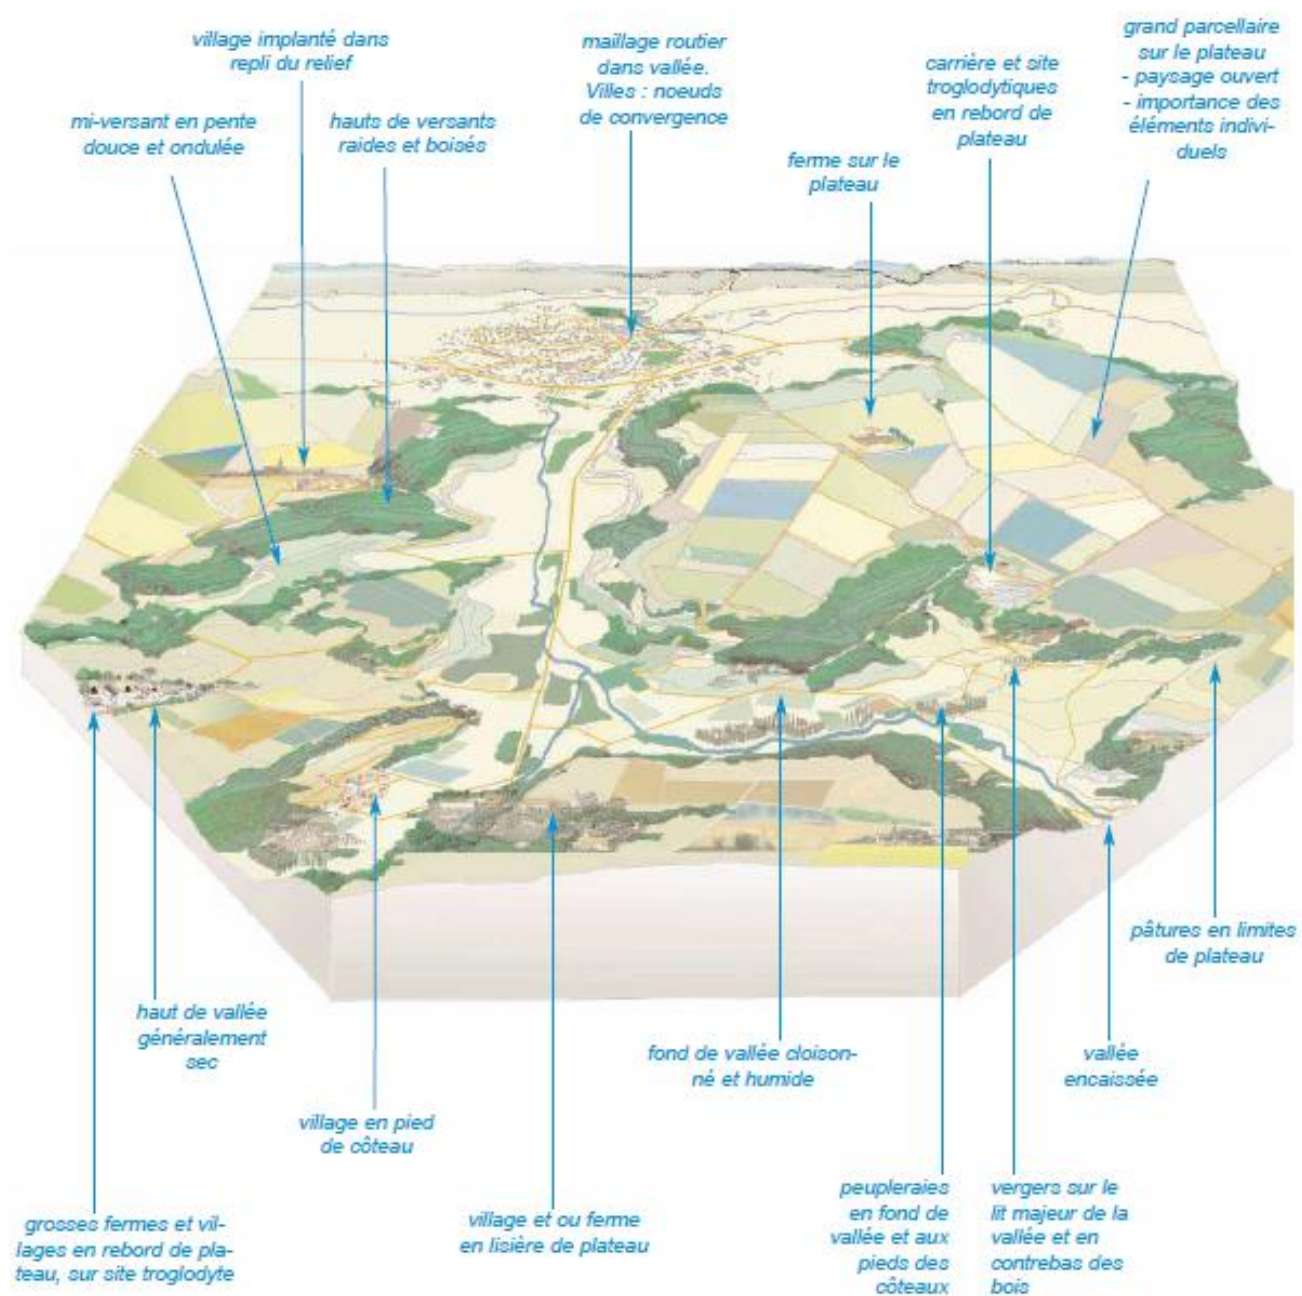 village implanté dans
repli du relief
mi-versant en pente
douce et ondulée
hauts de versants
raides et boisés
maillage routier
dans vallée.
Villes : noeuds
de convergence
ferme sur le
plateau
carrière et site
troglodytiques
en rebord de
plateau
grand parcellaire
sur le plateau
- paysage ouvert
- importance des
éléments indivi-
duels
pâtures en limites
de plateau
haut de vallée
généralement
sec
fond de vallée cloison-
né et humide
vallée
encaissée
village en pied
de côteau
grosses fermes et vil-
lages en rebord de pla-
teau, sur site troglodyte
village et ou ferme
en lisière de plateau
peupleraies
en fond de
vallée et aux
pieds des
côteaux
vergers sur le
lit majeur de la
vallée et en
contrebas des
bois